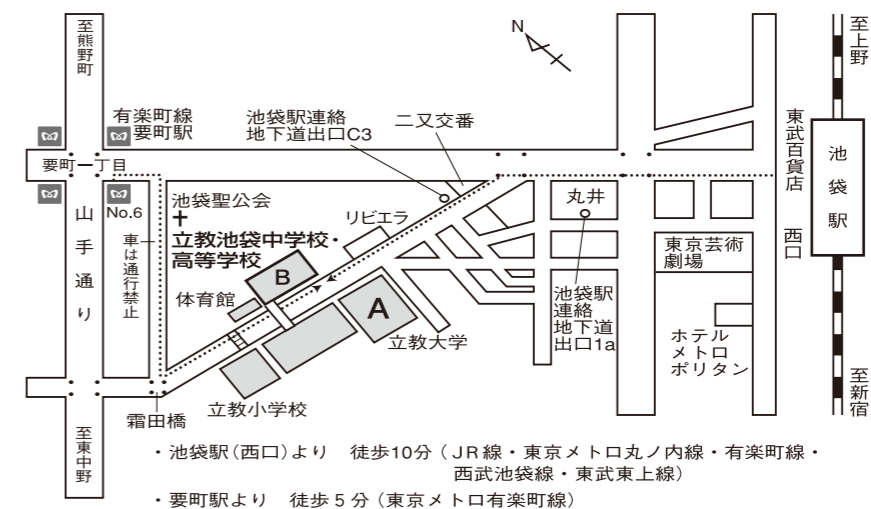 N
至熊野町
有楽町線
要町駅
池袋駅連絡
地下道出口C3
二又交番
至上野
東武百貨店
池袋駅
要町一丁目
No.6
山手通り
車は通行禁止
池袋聖公会
立教池袋中学校・
高等学校
リビエラ
丸井
西口
東京芸術
劇場
体育館
B
A
立教大学
池袋駅
連絡
地下道
出口1a
ホテル
メトロ
ポリタン
立教小学校
霜田橋
至新宿
至東中野
・池袋駅（西口）より　徒歩10分（JR線・東京メトロ丸ノ内線・有楽町線・
西武池袋線・東武東上線）
・要町駅より　徒歩５分（東京メトロ有楽町線）